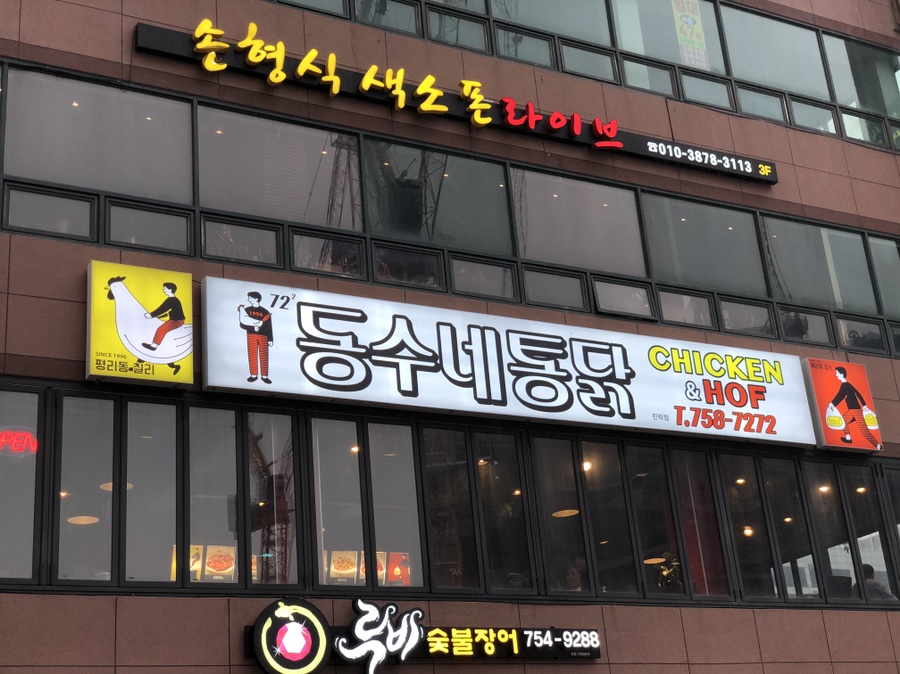 손형식 색소폰라이브
☎010-3878-3113 3F
SINCE 1996
평리동.칠리
72²
1996
동수네통닭
CHICKEN
&HOF
T.758-7272
OPEN
루비 숯불장어 754-9288